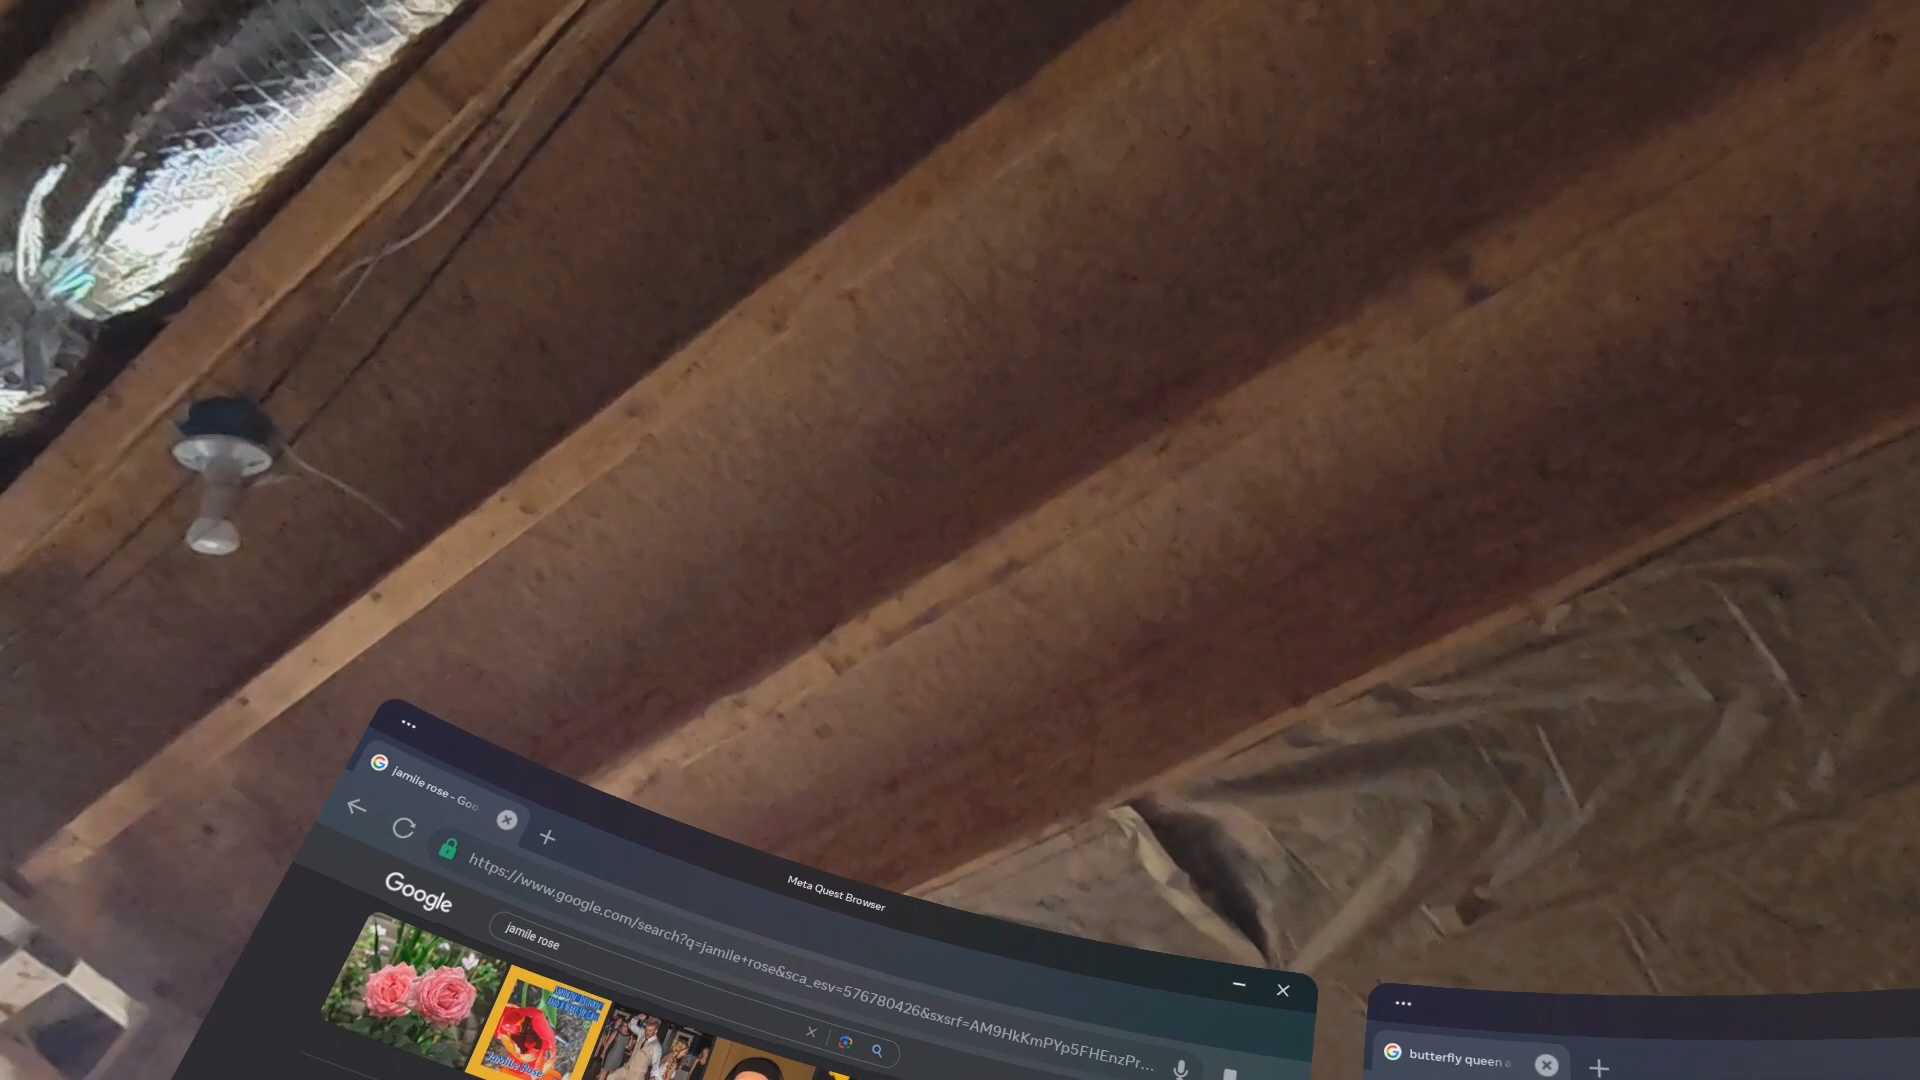 jamile rose - Goo
https://www.google.com/search?q=jamile+rose&sca_esv=576780426&sxsrf=AM9HkKmPYp5FHEnzPr...
Meta Quest Browser
Google
jamile rose
Jamile Rose
butterfly queen a